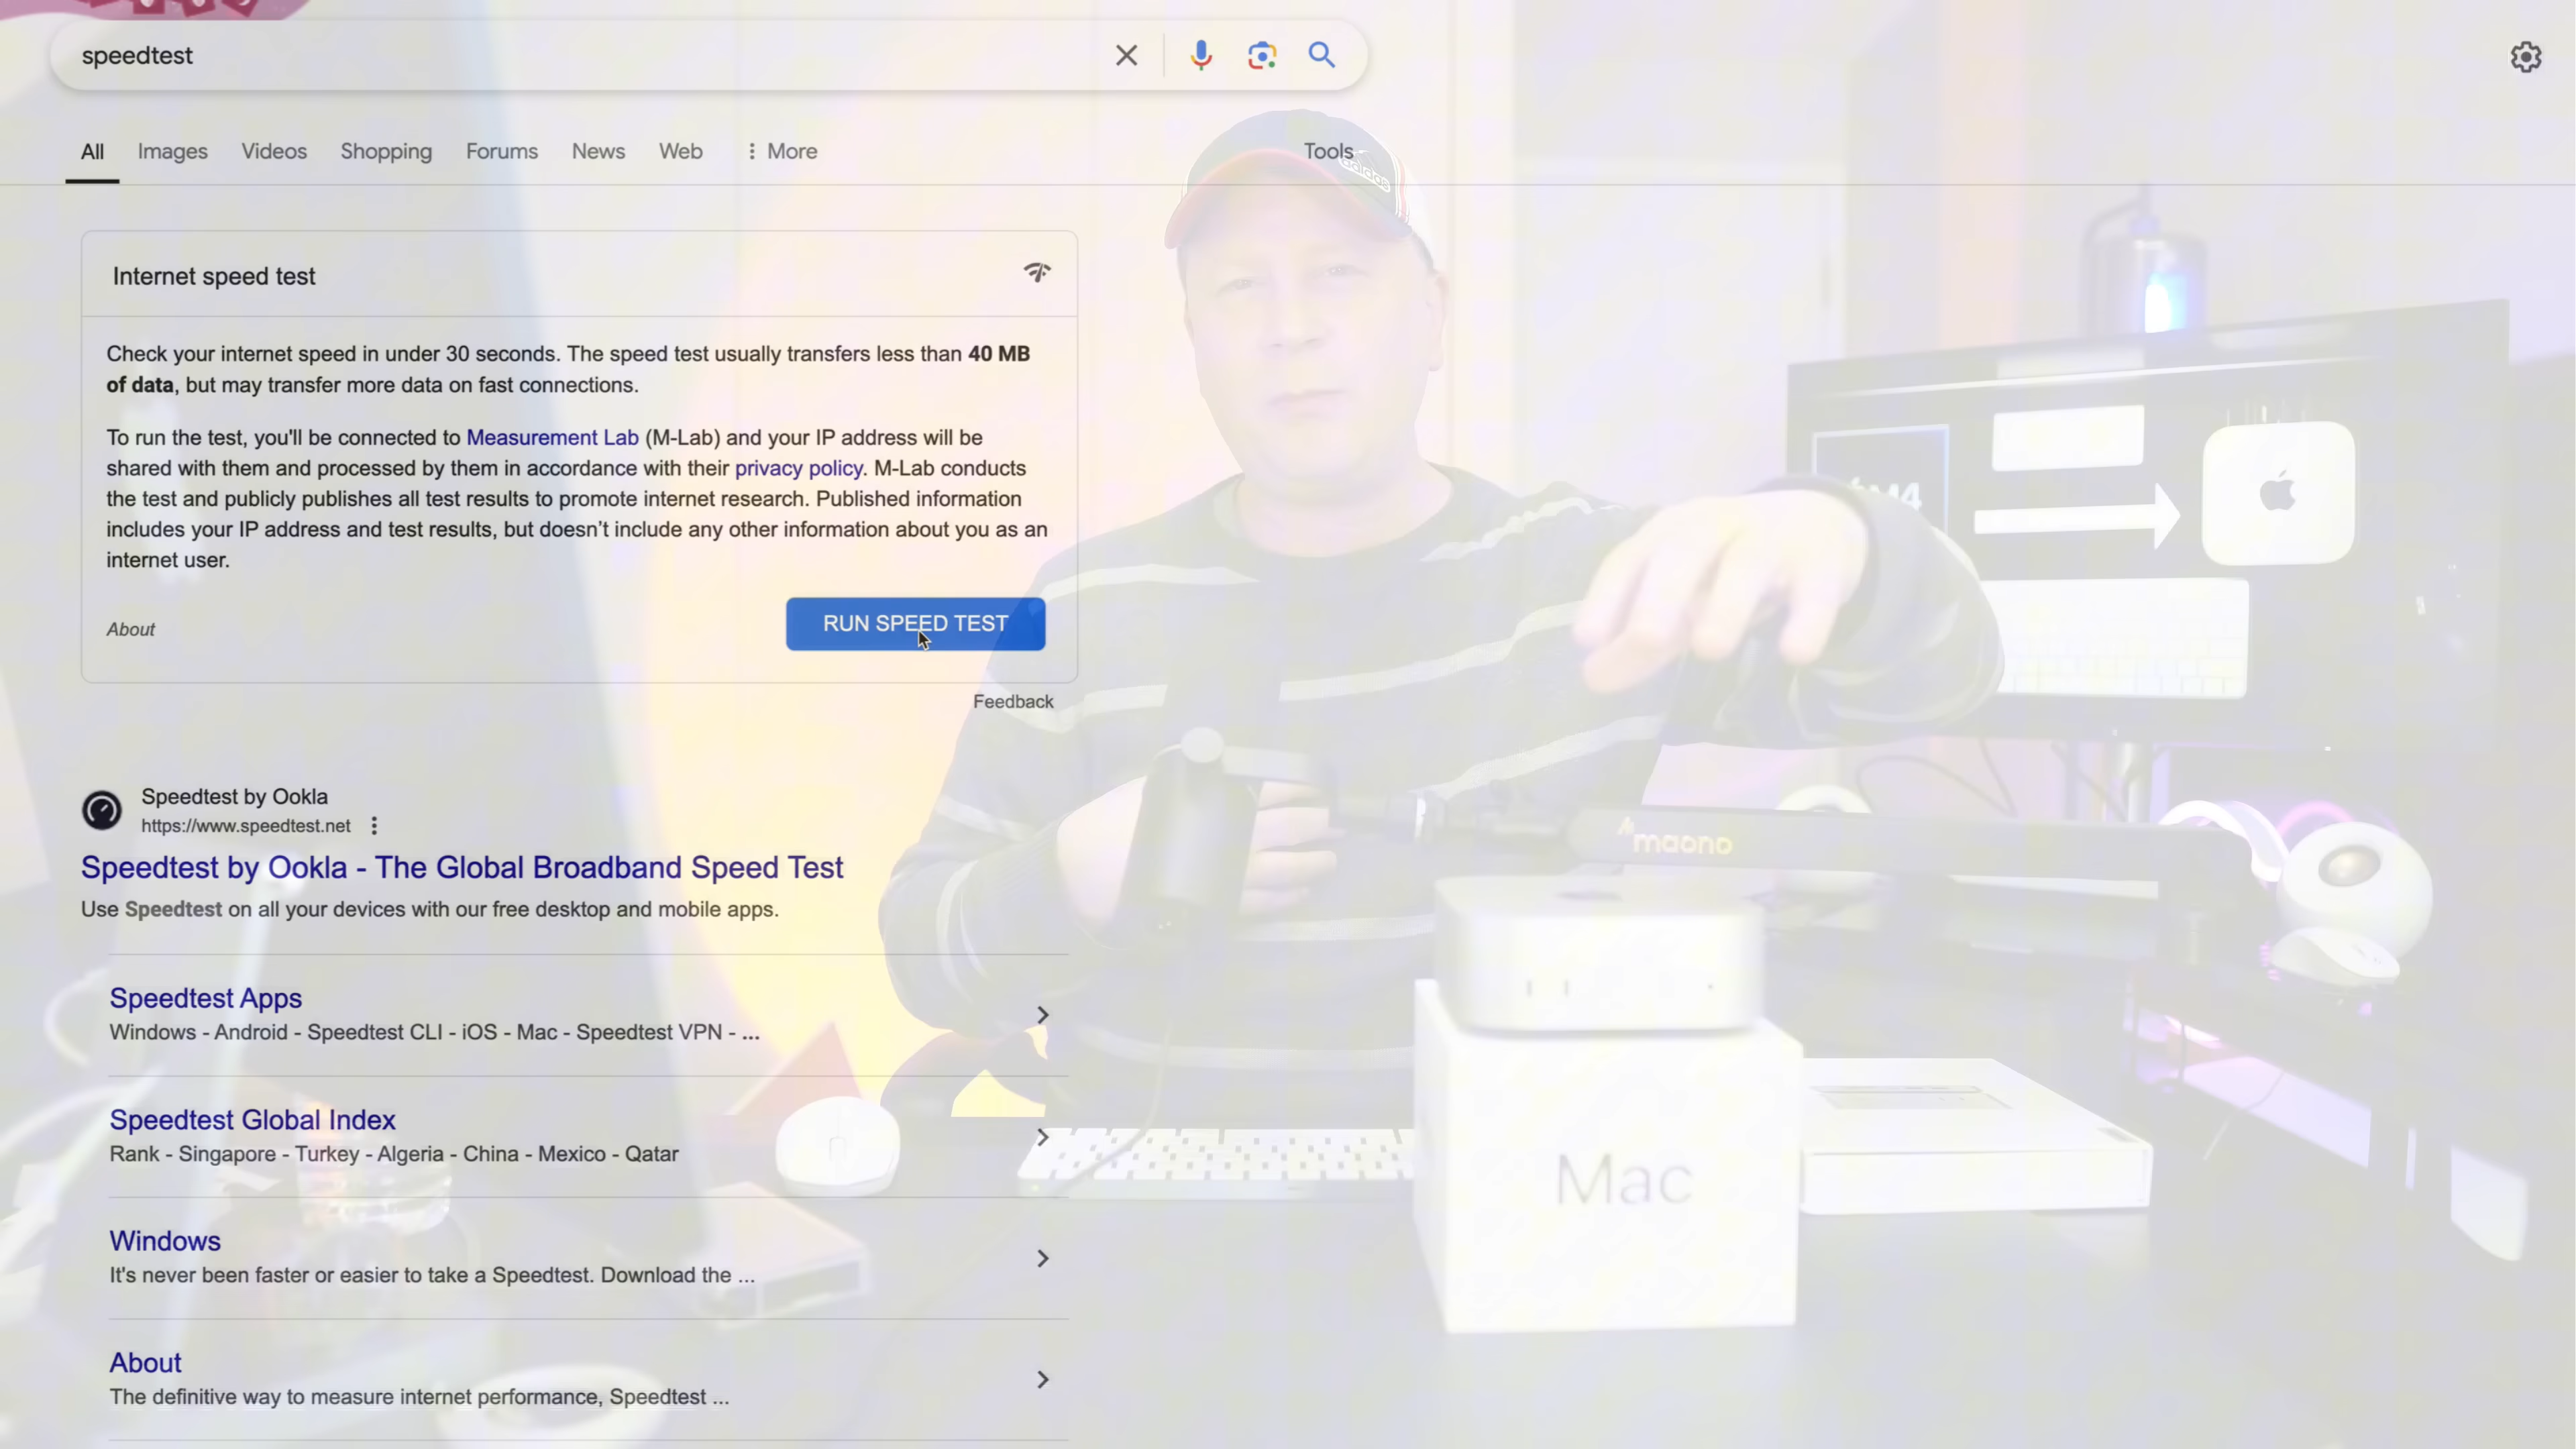 speedtest
All Images Videos Shopping Forums News Web More Tools
adidas
Internet speed test
Check your internet speed in under 30 seconds. The speed test usually transfers less than 40 MB
of data, but may transfer more data on fast connections.
To run the test, you'll be connected to Measurement Lab (M-Lab) and your IP address will be
shared with them and processed by them in accordance with their privacy policy. M-Lab conducts
the test and publicly publishes all test results to promote internet research. Published information
includes your IP address and test results, but doesn’t include any other information about you as an
internet user.
M4
About
RUN SPEED TEST
Feedback
Speedtest by Ookla
https://www.speedtest.net
maono
Speedtest by Ookla - The Global Broadband Speed Test
Use Speedtest on all your devices with our free desktop and mobile apps.
Speedtest Apps
Windows - Android - Speedtest CLI - iOS - Mac - Speedtest VPN - ...
Speedtest Global Index
Rank - Singapore - Turkey - Algeria - China - Mexico - Qatar
Mac
Windows
It's never been faster or easier to take a Speedtest. Download the ...
About
The definitive way to measure internet performance, Speedtest ...